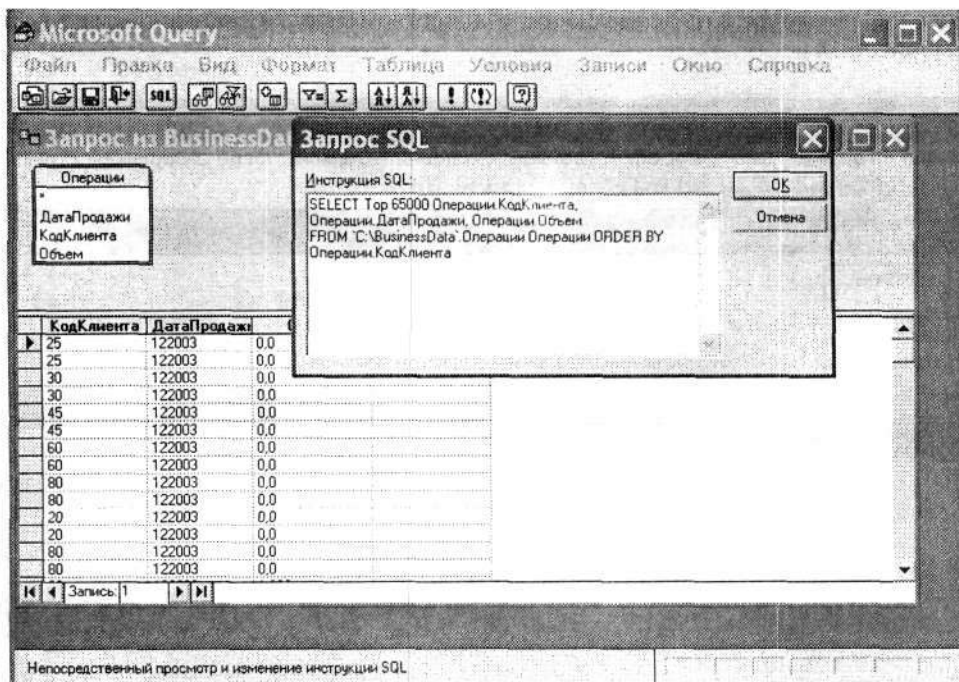 Microsoft Query
Файл Правка Вид Формат Таблица Условия Записи Окно Справка
SQL
Запрос из BusinessDa
Запрос SQL
Инструкция SQL:
SELECT Top 65000 Операции.КодКлиента,
Операции.ДатаПродажи, Операции.Объем
FROM `C:\BusinessData`.Операции Операции ORDER BY
Операции.КодКлиента
OK
Отмена
Операции
*
ДатаПродажи
КодКлиента
Объем
КодКлиента ДатаПродажи
25 122003 0,0
25 122003 0,0
30 122003 0,0
30 122003 0,0
45 122003 0,0
45 122003 0,0
60 122003 0,0
60 122003 0,0
80 122003 0,0
80 122003 0,0
20 122003 0,0
20 122003 0,0
80 122003 0,0
80 122003 0,0
Запись: 1
Непосредственный просмотр и изменение инструкции SQL